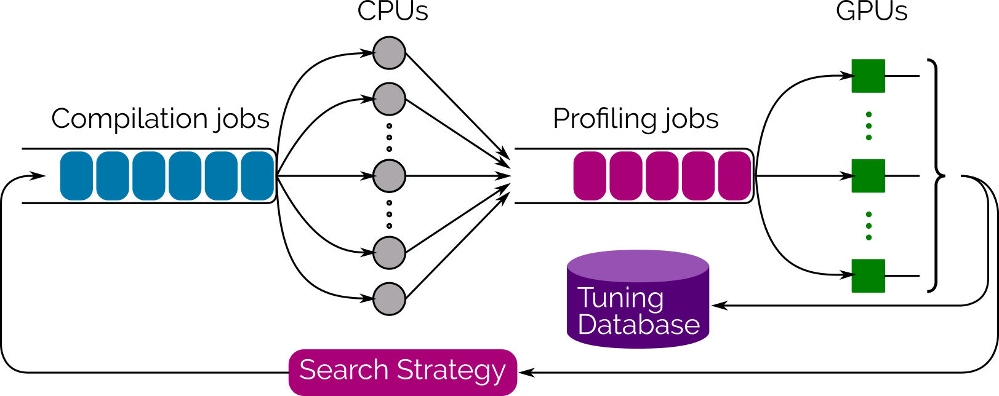 CPUs
GPUs
Compilation jobs
Profiling jobs
Tuning
Database
Search Strategy